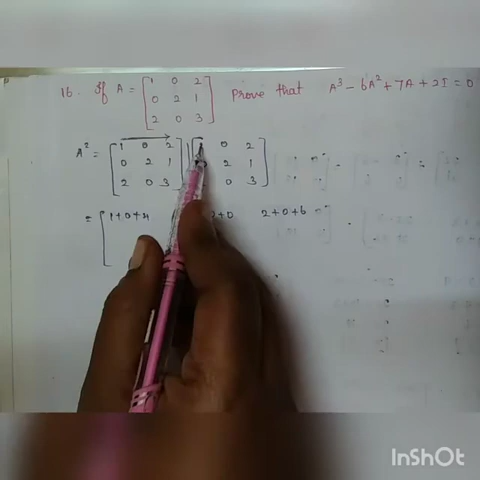 16. If A = [1 0 2
0 2 1
2 0 3] Prove that A³ - 6A² + 7A + 2I = 0
A² = [1 0 2
0 2 1
2 0 3] [1 0 2
2 1
0 3]
= [1+0+4 +0 2+0+6
InShOt